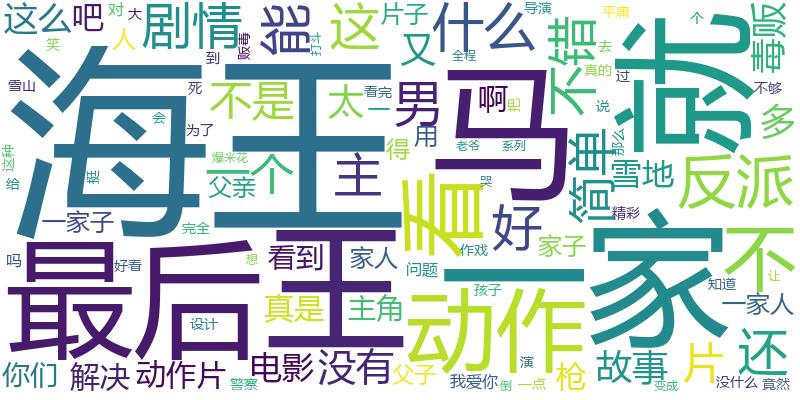 这么
吧
对
大
人
剧情
能
贩毒
打斗
这
片子
又
什么
导演
不错
平庸
去
真的
个
就
毒贩
笑
到
雪山
死
海王
不是
太
看完
一
全程
男
啊
把
马
过
说
不够
多
这种
会
为了
给
挺
爆米花
一个
父亲
主
得
用
老爷
系列
那么
简单
雪地
反派
一家子
完全
看
哭
好
精彩
不
吗
好看
最后
想
看到
王
家人
作戏
问题
一
家子
家
知道
让
一家人
设计
真是
主角
孩子
动作
还
你们
解决
动作片
警察
电影
没有
父子
我爱你
演
倒
一点
枪
故事
变成
片
没什么
竟然